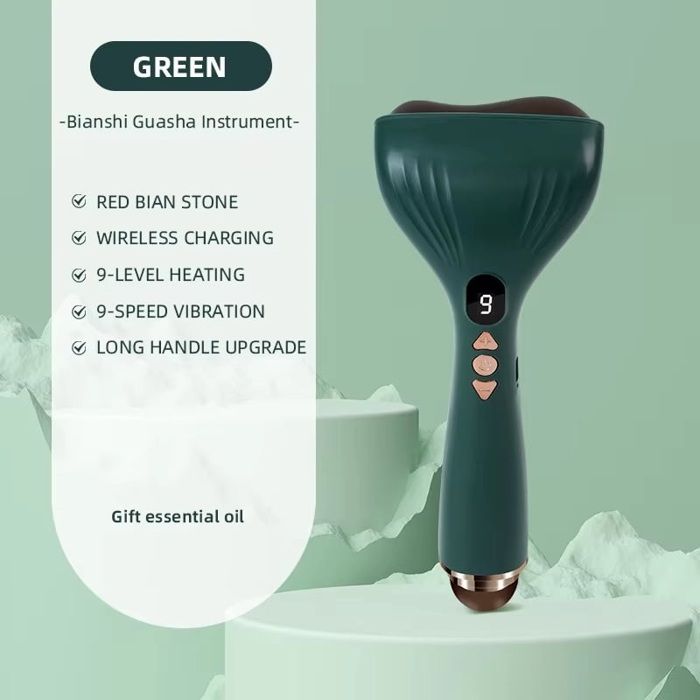 GREEN
-Bianshi Guasha Instrument-
RED BIAN STONE
WIRELESS CHARGING
9-LEVEL HEATING
9-SPEED VIBRATION
LONG HANDLE UPGRADE
Gift essential oil
9